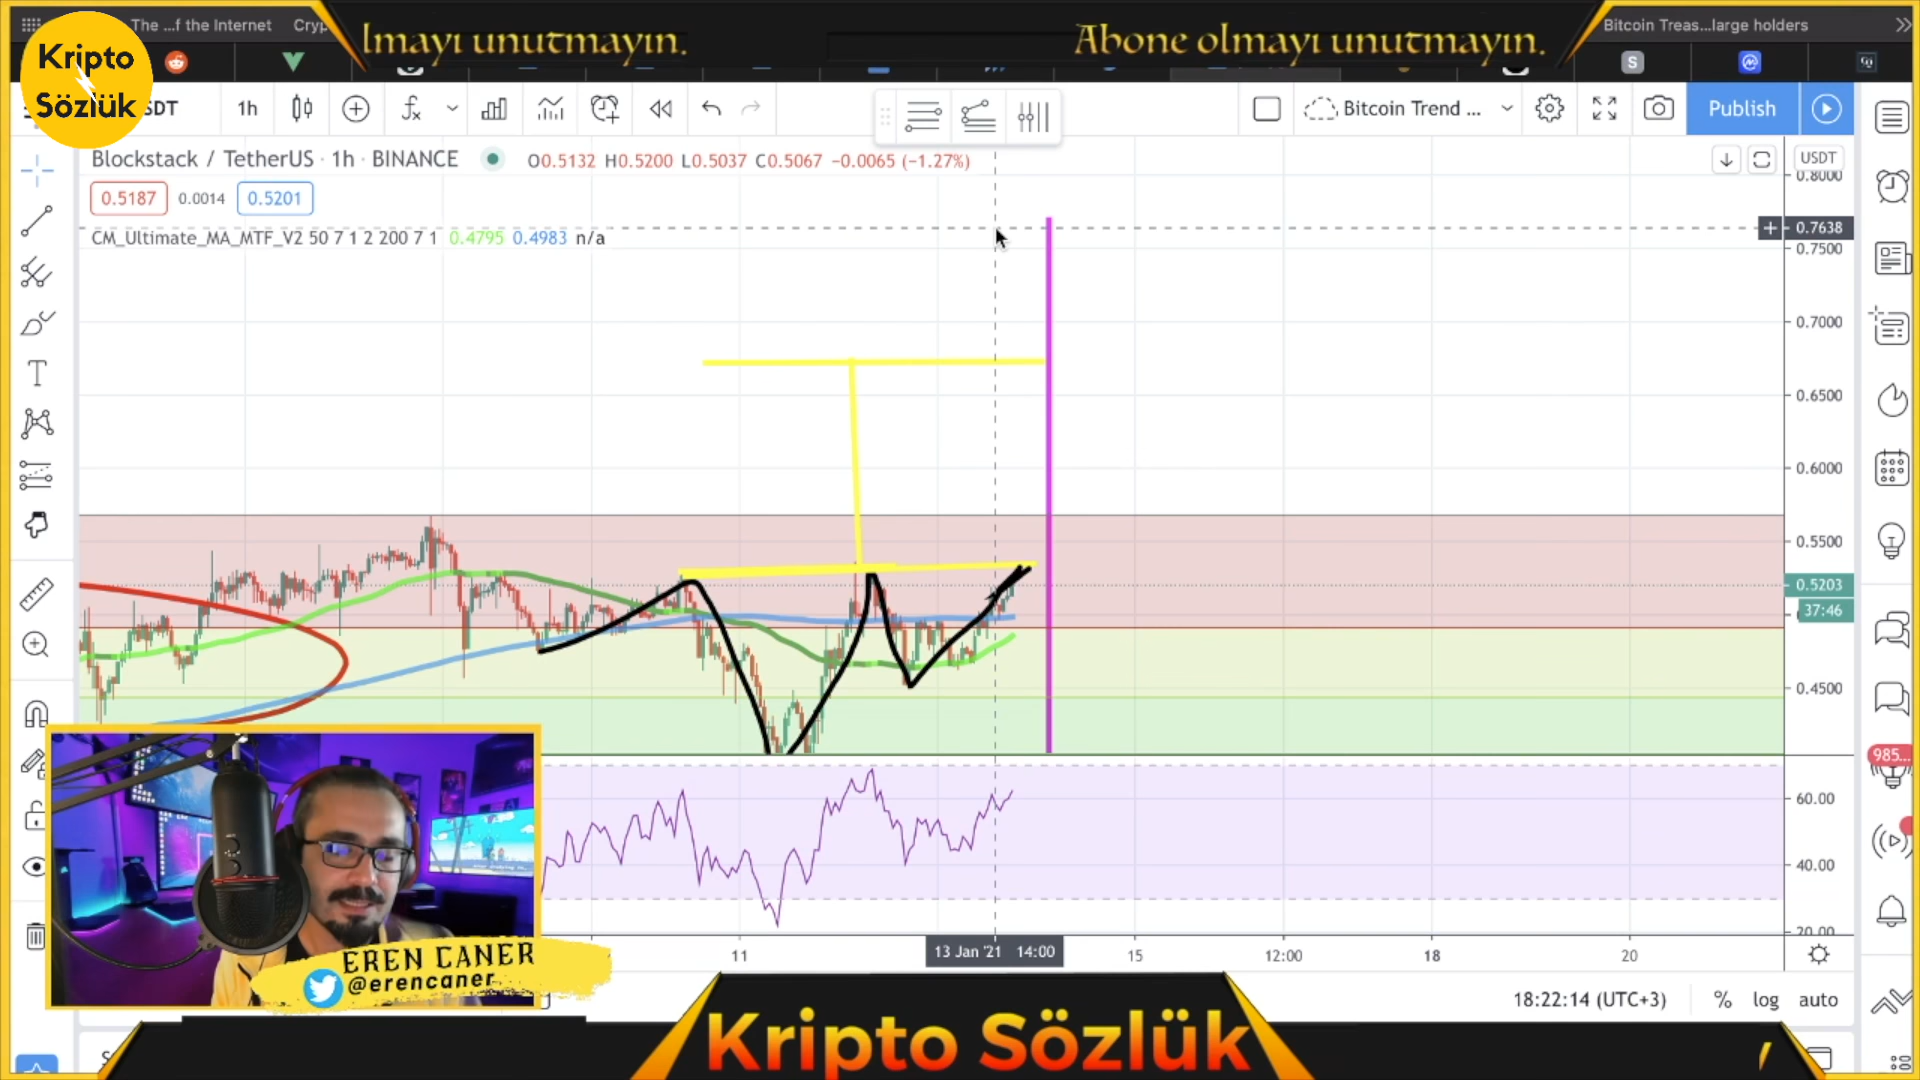 The ...f the Internet
Cryp
lmayı unutmayın.
Abone olmayı unutmayın.
Bitcoin Treas...large holders
Kripto
Sözlük
SDT
1h
Bitcoin Trend ...
Publish
Blockstack / TetherUS · 1h · BINANCE
O0.5132 H0.5200 L0.5037 C0.5067 −0.0065 (−1.27%)
USDT
0.8000
0.5187
0.0014
0.5201
CM_Ultimate_MA_MTF_V2 50 7 1 2 200 7 1 0.4795 0.4983 n/a
0.7638
0.7500
0.7000
0.6500
0.6000
0.5500
0.5203
37:46
0.4500
985...
60.00
40.00
20.00
11
13 Jan '21 14:00
15
12:00
18
20
EREN CANER
@erencaner
18:22:14 (UTC+3)
%
log
auto
Kripto Sözlük